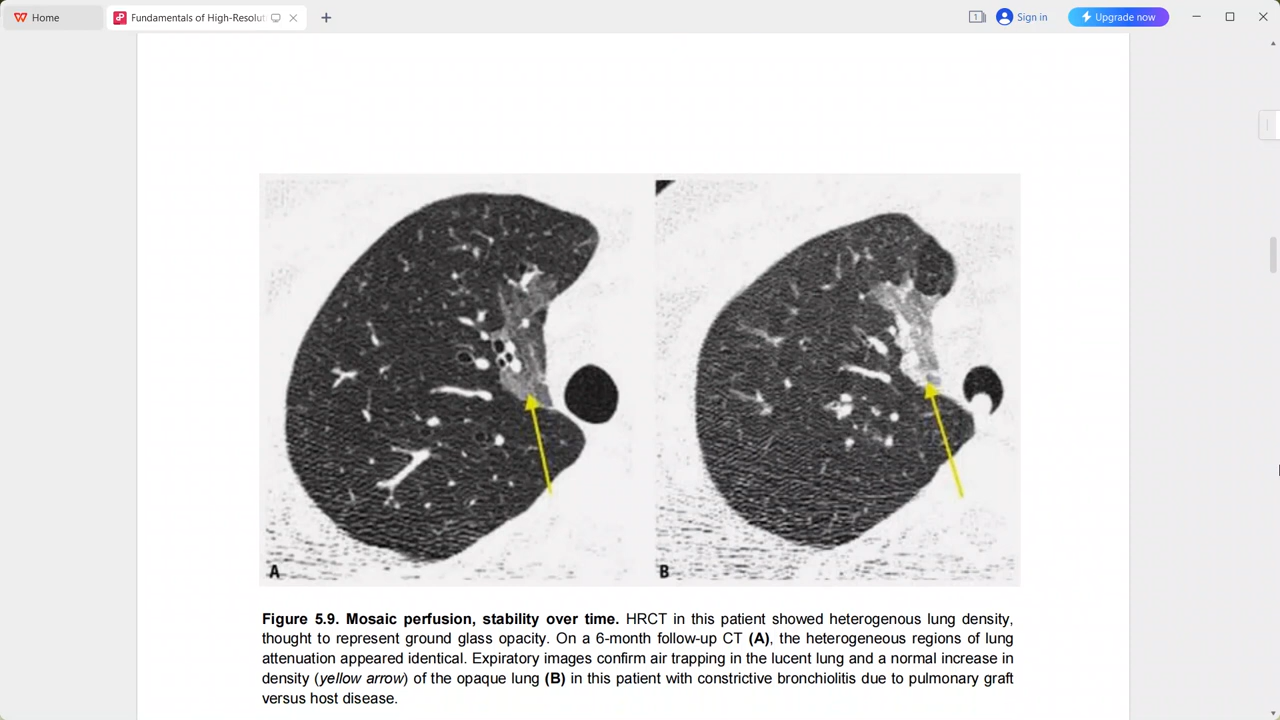 Home
Fundamentals of High-Resolut
1
Sign in
Upgrade now
A
B
Figure 5.9. Mosaic perfusion, stability over time. HRCT in this patient showed heterogenous lung density,
thought to represent ground glass opacity. On a 6-month follow-up CT (A), the heterogeneous regions of lung
attenuation appeared identical. Expiratory images confirm air trapping in the lucent lung and a normal increase in
density (yellow arrow) of the opaque lung (B) in this patient with constrictive bronchiolitis due to pulmonary graft
versus host disease.